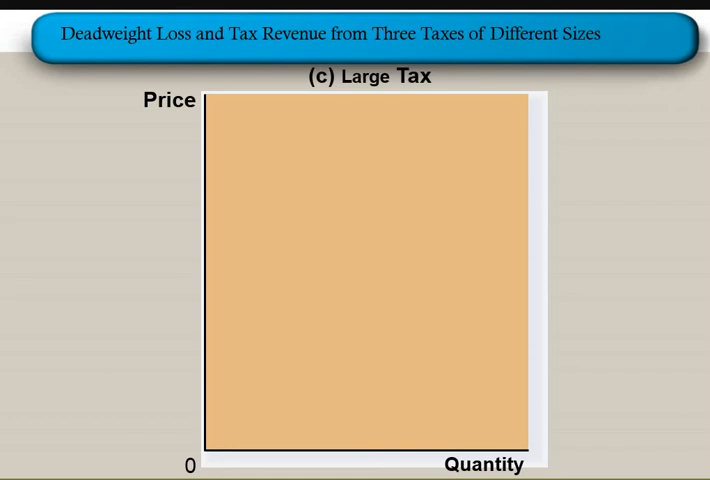 Deadweight Loss and Tax Revenue from Three Taxes of Different Sizes
(c) Large Tax
Price
0
Quantity